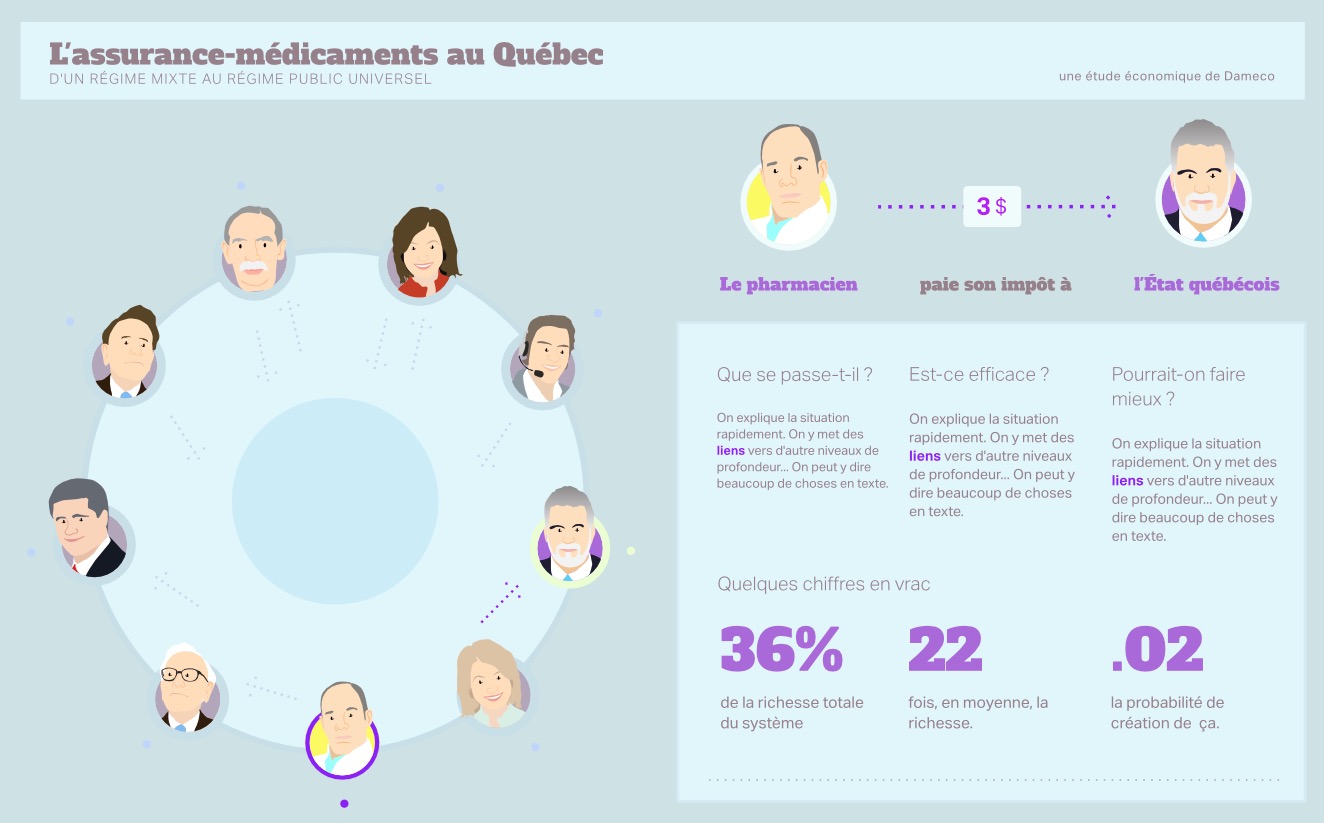 L'assurance-médicaments au Québec
D'UN RÉGIME MIXTE AU RÉGIME PUBLIC UNIVERSEL
une étude économique de Dameco
3 $
Le pharmacien
paie son impôt à
l'État québécois
Que se passe-t-il ?
On explique la situation
rapidement. On y met des
liens vers d'autre niveaux de
profondeur... On peut y dire
beaucoup de choses en texte.
Est-ce efficace ?
On explique la situation
rapidement. On y met des
liens vers d'autre niveaux
de profondeur... On peut y
dire beaucoup de choses
en texte.
Pourrait-on faire
mieux ?
On explique la situation
rapidement. On y met des
liens vers d'autre niveaux
de profondeur... On peut y
dire beaucoup de choses
en texte.
Quelques chiffres en vrac
36%
de la richesse totale
du système
22
fois, en moyenne, la
richesse.
.02
la probabilité de
création de ça.